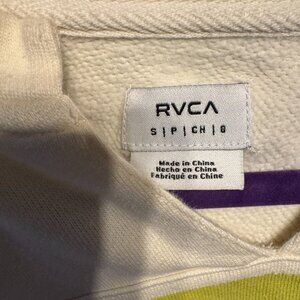 RVCA
S | P | CH | G
Made in China
Hecho en China
Fabriqué en Chine